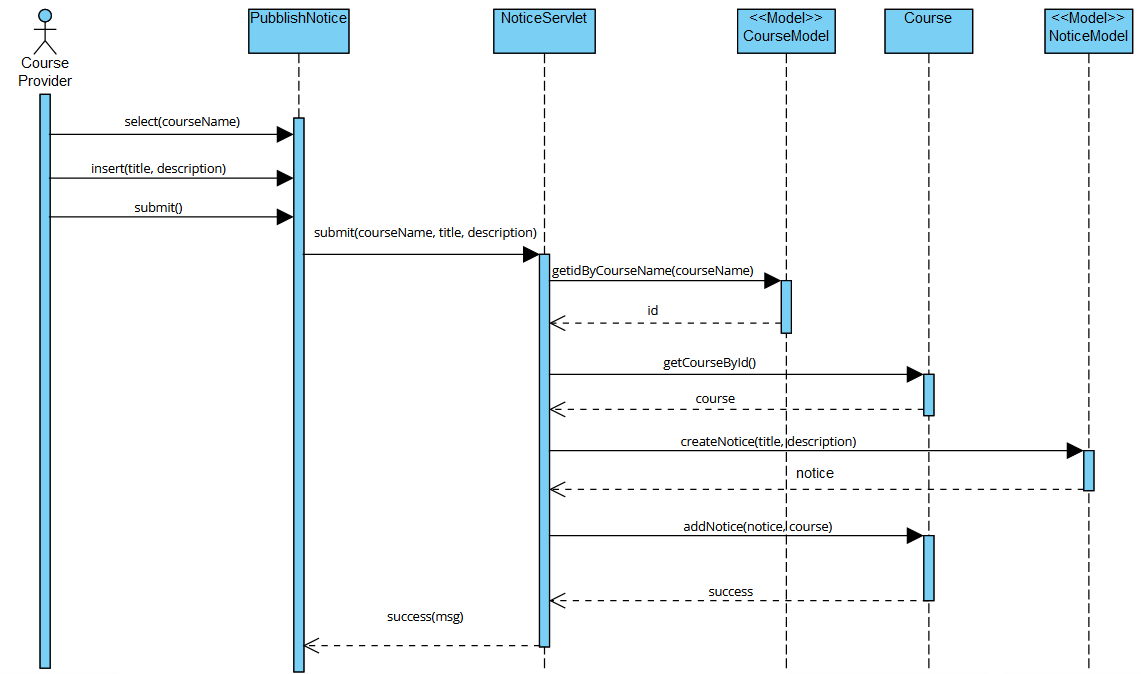 PubblishNotice
NoticeServlet
<<Model>>
CourseModel
Course
<<Model>>
NoticeModel
Course
Provider
select(courseName)
insert(title, description)
submit()
submit(courseName, title, description)
getidByCourseName(courseName)
id
getCourseById()
course
createNotice(title, description)
notice
addNotice(notice, course)
success
success(msg)